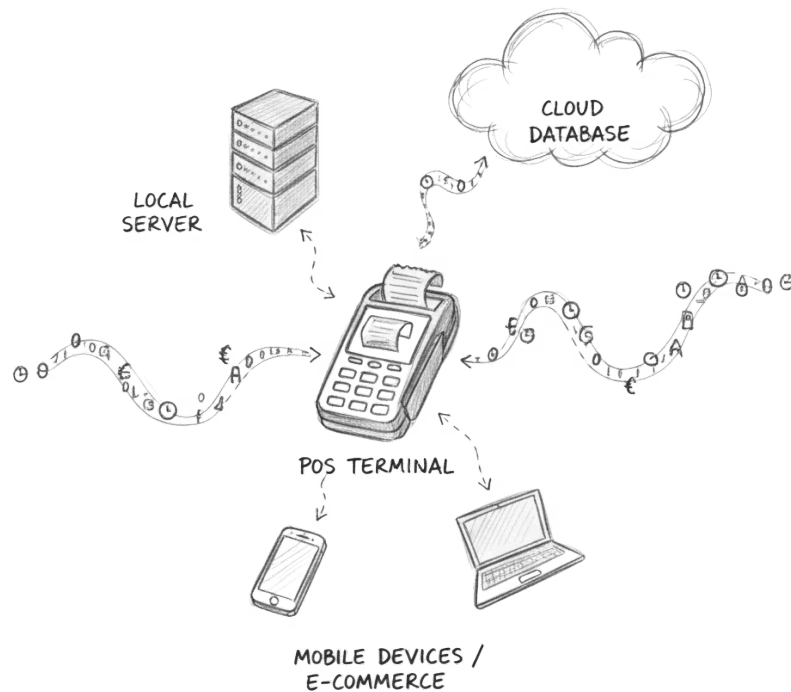 CLOUD
DATABASE
LOCAL
SERVER
POS TERMINAL
MOBILE DEVICES /
E-COMMERCE